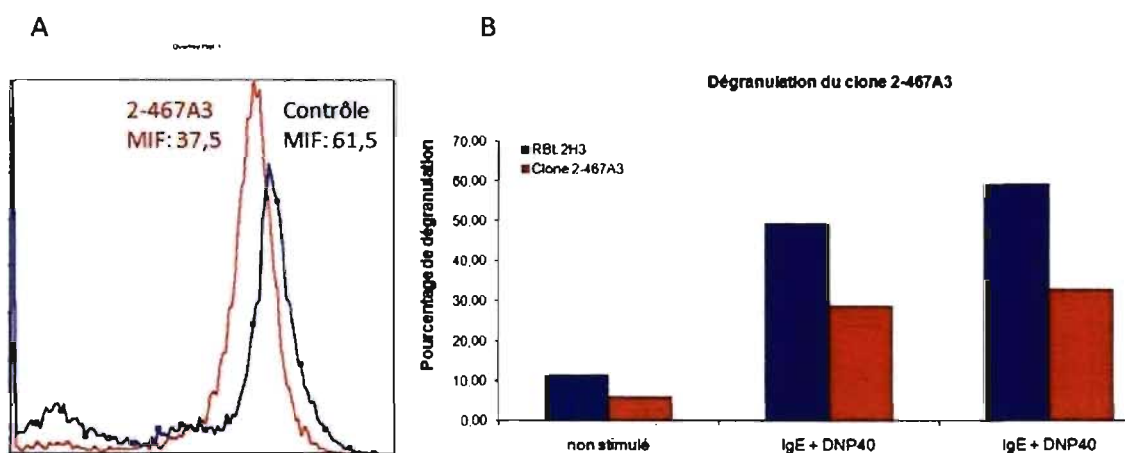 A
2-467A3
MIF: 37,5
Contrôle
MIF: 61,5
B
Dégranulation du clone 2-467A3
Pourcentage de dégranulation
70,00
60,00
50,00
40,00
30,00
20,00
10,00
0,00
RBL 2H3
Clone 2-467A3
non stimulé
IgE + DNP40
IgE + DNP40